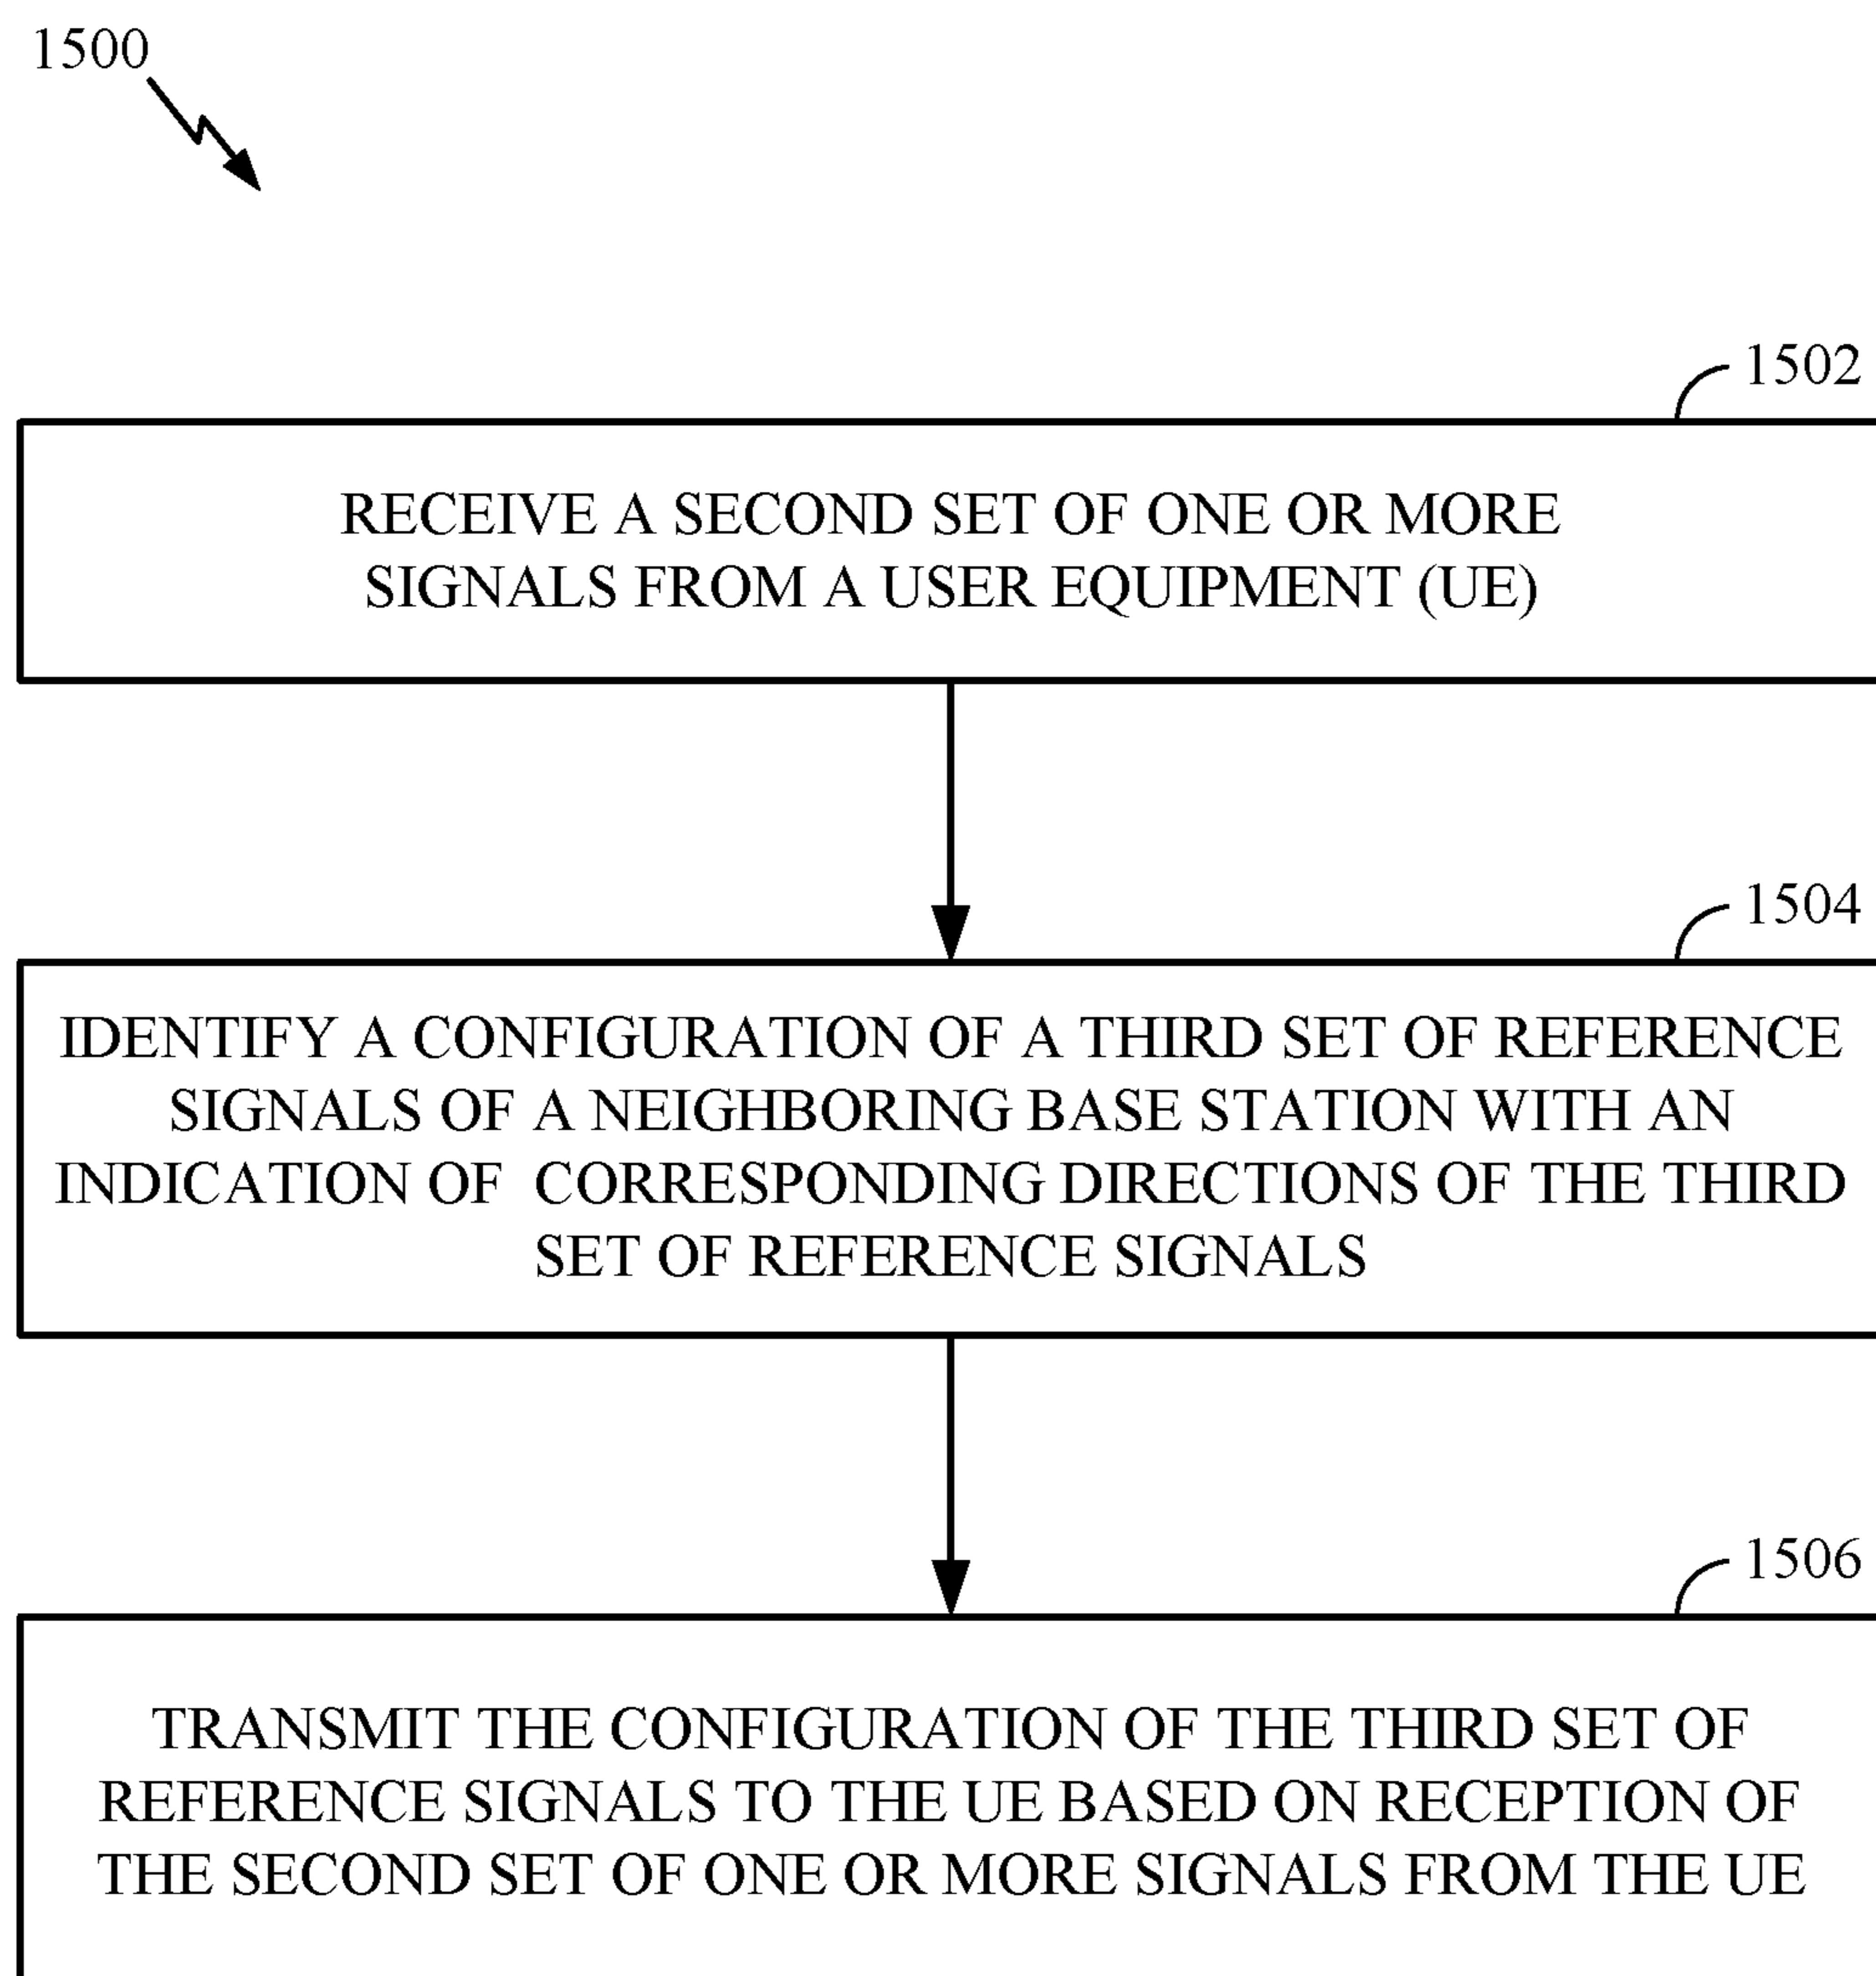 1500
1502
RECEIVE A SECOND SET OF ONE OR MORE
SIGNALS FROM A USER EQUIPMENT (UE)
1504
IDENTIFY A CONFIGURATION OF A THIRD SET OF REFERENCE
SIGNALS OF A NEIGHBORING BASE STATION WITH AN
INDICATION OF CORRESPONDING DIRECTIONS OF THE THIRD
SET OF REFERENCE SIGNALS
1506
TRANSMIT THE CONFIGURATION OF THE THIRD SET OF
REFERENCE SIGNALS TO THE UE BASED ON RECEPTION OF
THE SECOND SET OF ONE OR MORE SIGNALS FROM THE UE